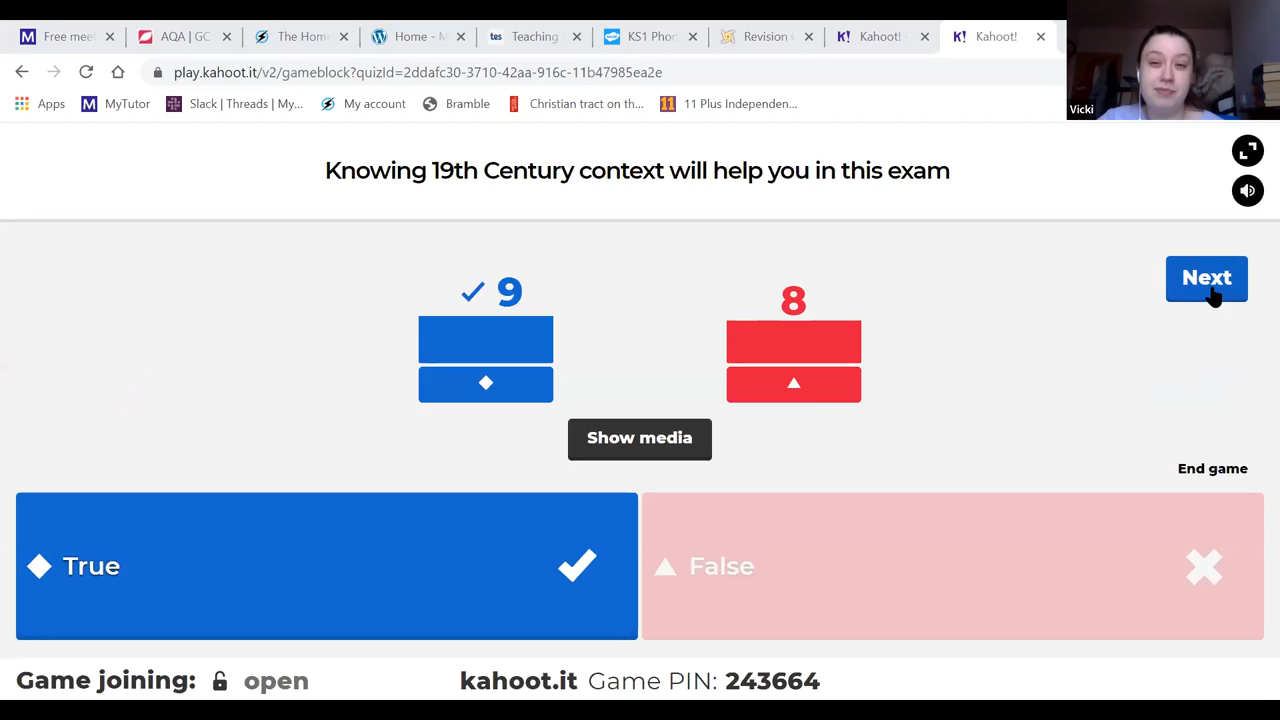 Free mee
AQA | GC
The Hom
Home - M
tes Teaching
KS1 Phon
Revision
Kahoot! -
Kahoot!
play.kahoot.it/v2/gameblock?quizId=2ddafc30-3710-42aa-916c-11b47985ea2e
Apps
MyTutor
Slack | Threads | My...
My account
Bramble
Christian tract on th...
11 Plus Independen...
Vicki
Knowing 19th Century context will help you in this exam
Next
9
8
Show media
End game
True
False
Game joining: open
kahoot.it Game PIN: 243664